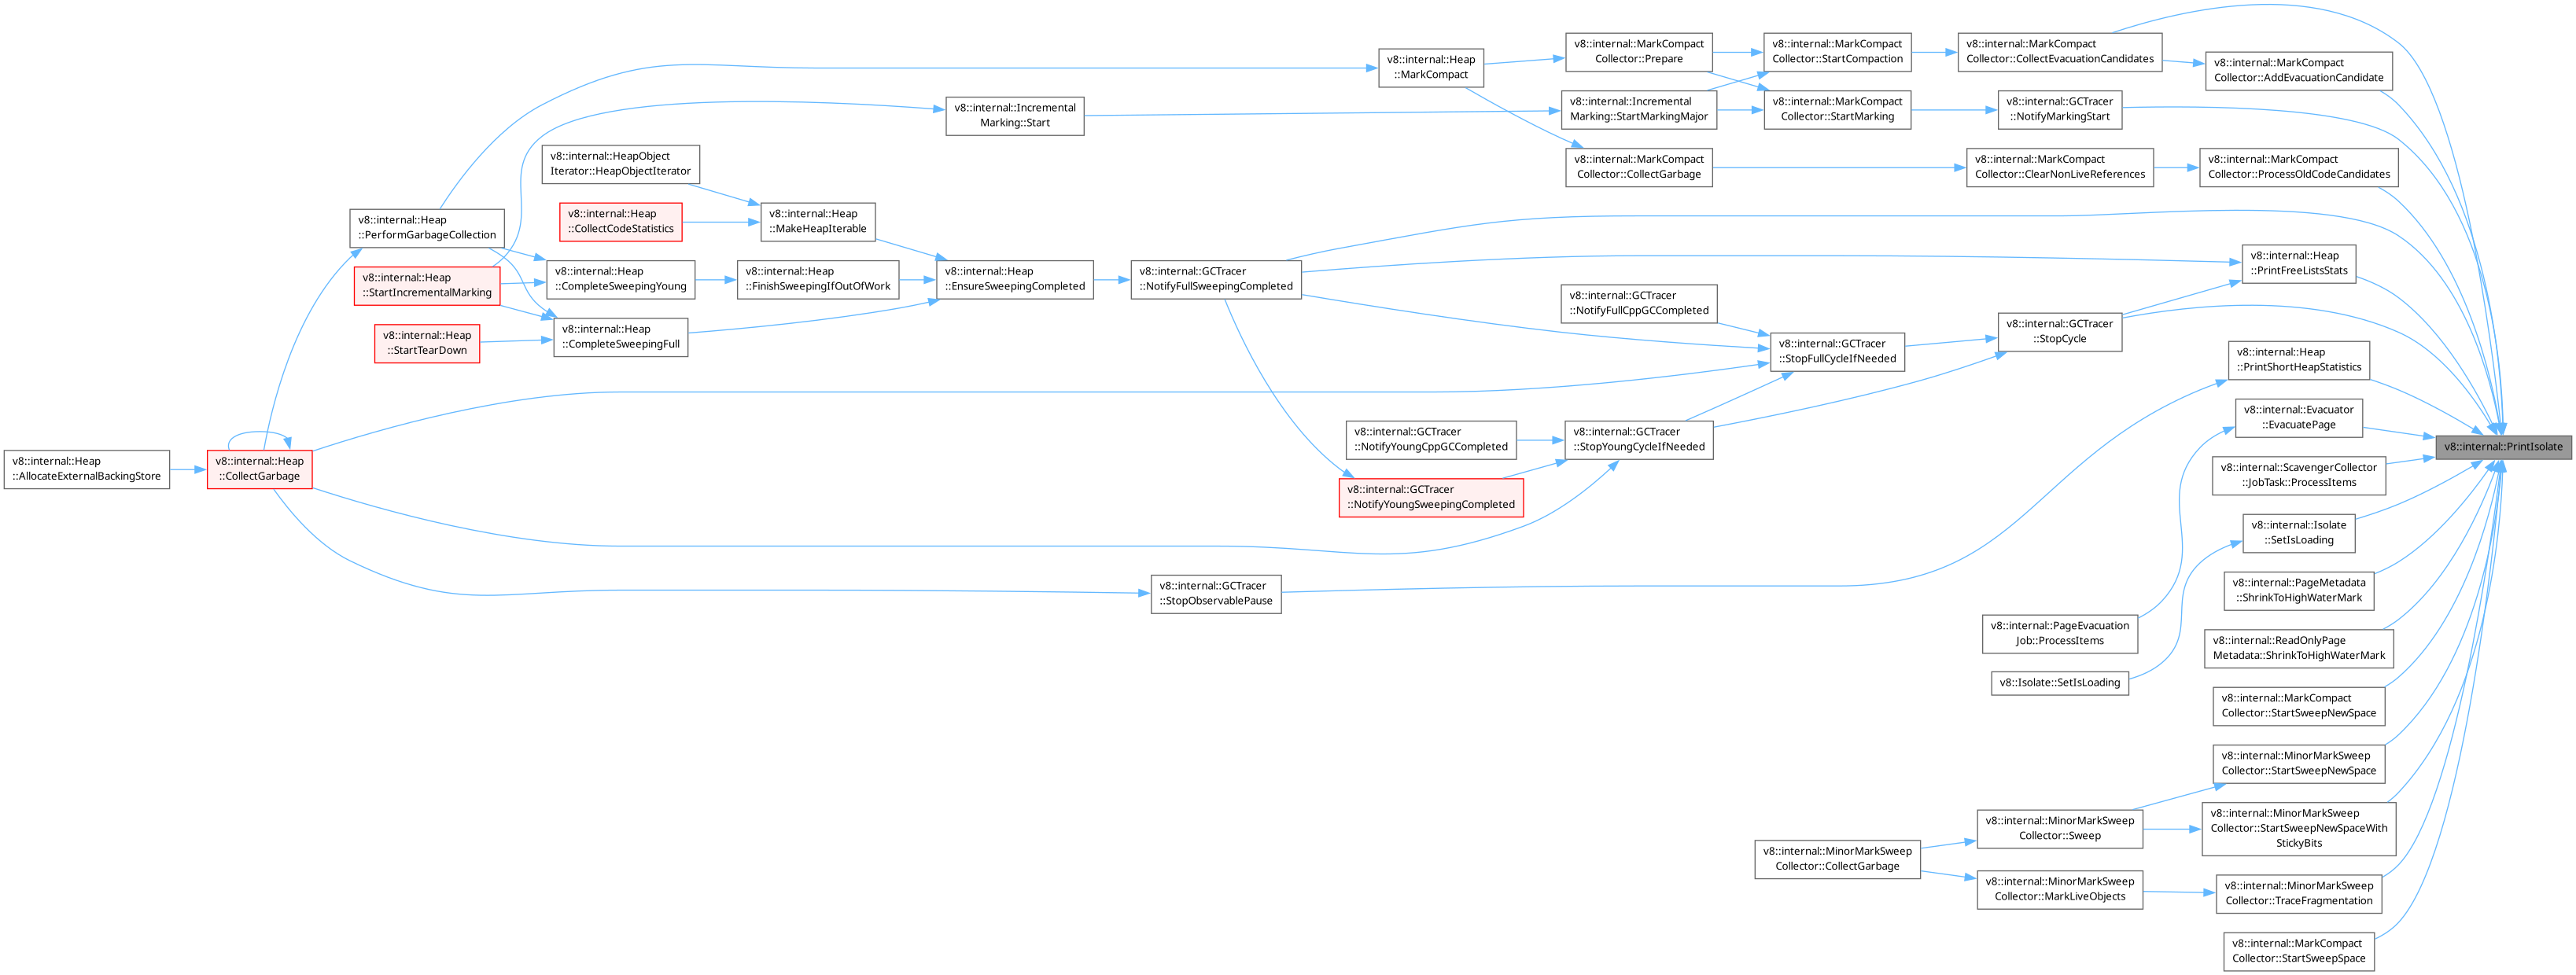 v8::internal::Heap
::AllocateExternalBackingStore
v8::internal::Heap
::CollectGarbage
v8::internal::Heap
::PerformGarbageCollection
v8::internal::Heap
::StartIncrementalMarking
v8::internal::Heap
::StartTearDown
v8::internal::HeapObject
Iterator::HeapObjectIterator
v8::internal::Heap
::CollectCodeStatistics
v8::internal::Heap
::CompleteSweepingYoung
v8::internal::Heap
::CompleteSweepingFull
v8::internal::Heap
::MakeHeapIterable
v8::internal::Heap
::FinishSweepingIfOutOfWork
v8::internal::Incremental
Marking::Start
v8::internal::Heap
::EnsureSweepingCompleted
v8::internal::GCTracer
::NotifyFullSweepingCompleted
v8::internal::GCTracer
::StopObservablePause
v8::internal::Heap
::MarkCompact
v8::internal::GCTracer
::NotifyYoungCppGCCompleted
v8::internal::GCTracer
::NotifyYoungSweepingCompleted
v8::internal::MarkCompact
Collector::Prepare
v8::internal::Incremental
Marking::StartMarkingMajor
v8::internal::MarkCompact
Collector::CollectGarbage
v8::internal::GCTracer
::NotifyFullCppGCCompleted
v8::internal::GCTracer
::StopYoungCycleIfNeeded
v8::internal::MarkCompact
Collector::StartCompaction
v8::internal::MarkCompact
Collector::StartMarking
v8::internal::GCTracer
::StopFullCycleIfNeeded
v8::internal::MinorMarkSweep
Collector::CollectGarbage
v8::internal::MarkCompact
Collector::CollectEvacuationCandidates
v8::internal::GCTracer
::NotifyMarkingStart
v8::internal::MarkCompact
Collector::ClearNonLiveReferences
v8::internal::GCTracer
::StopCycle
v8::internal::PageEvacuation
Job::ProcessItems
v8::Isolate::SetIsLoading
v8::internal::MinorMarkSweep
Collector::Sweep
v8::internal::MinorMarkSweep
Collector::MarkLiveObjects
v8::internal::MarkCompact
Collector::AddEvacuationCandidate
v8::internal::MarkCompact
Collector::ProcessOldCodeCandidates
v8::internal::Heap
::PrintFreeListsStats
v8::internal::Heap
::PrintShortHeapStatistics
v8::internal::Evacuator
::EvacuatePage
v8::internal::ScavengerCollector
::JobTask::ProcessItems
v8::internal::Isolate
::SetIsLoading
v8::internal::PageMetadata
::ShrinkToHighWaterMark
v8::internal::ReadOnlyPage
Metadata::ShrinkToHighWaterMark
v8::internal::MarkCompact
Collector::StartSweepNewSpace
v8::internal::MinorMarkSweep
Collector::StartSweepNewSpace
v8::internal::MinorMarkSweep
Collector::StartSweepNewSpaceWith
StickyBits
v8::internal::MinorMarkSweep
Collector::TraceFragmentation
v8::internal::MarkCompact
Collector::StartSweepSpace
v8::internal::PrintIsolate